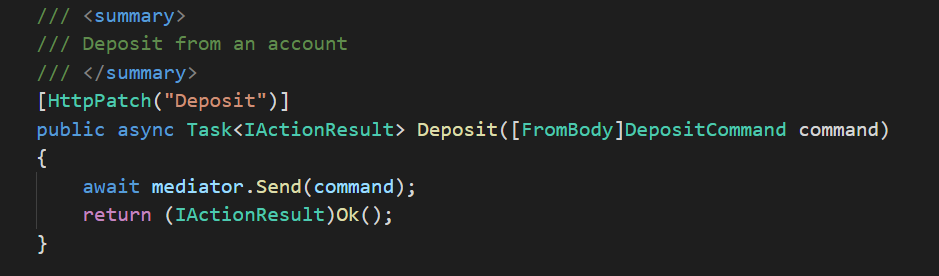 /// <summary>
/// Deposit from an account
/// </summary>
[HttpPatch("Deposit")]
public async Task<IActionResult> Deposit([FromBody]DepositCommand command)
{
    await mediator.Send(command);
    return (IActionResult)Ok();
}